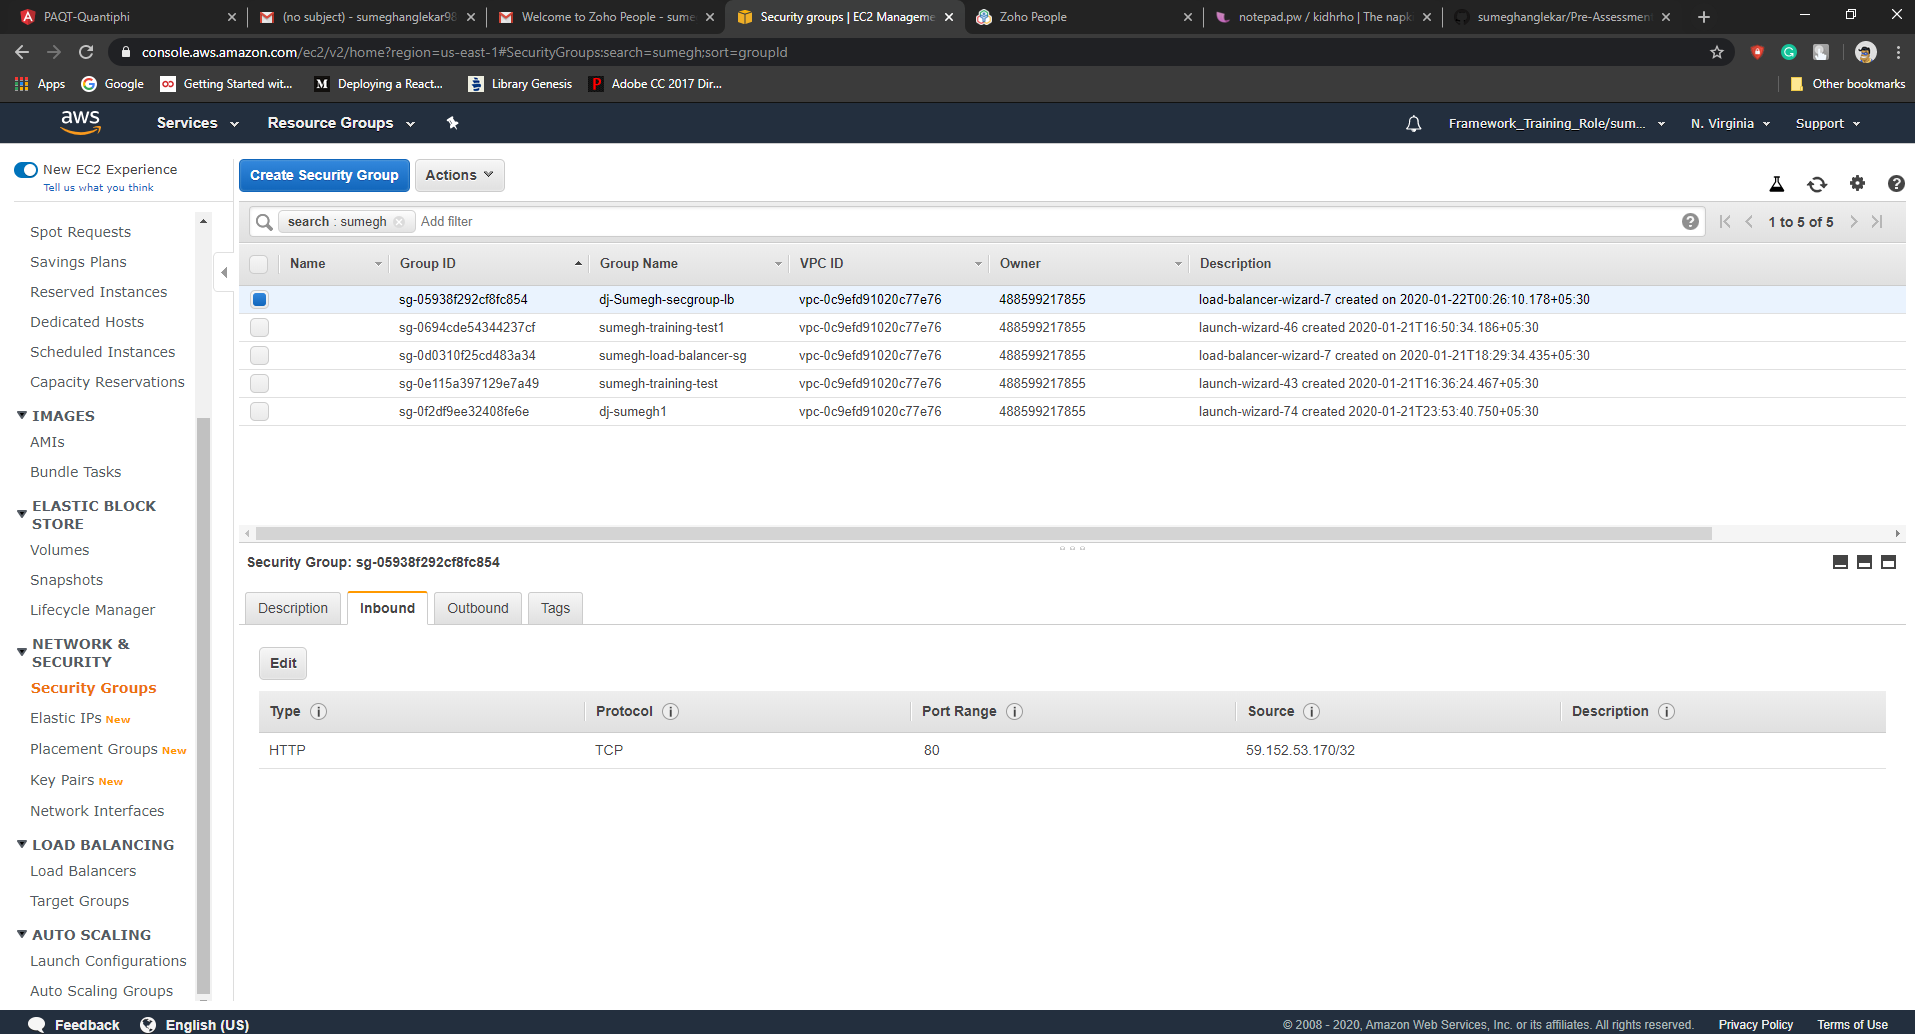 PAQT-Quantiphi
(no subject) - sumeghanglekar98
Welcome to Zoho People - sume
Security groups | EC2 Manageme
Zoho People
notepad.pw / kidhrho | The napk
sumeghanglekar/Pre-Assessment
console.aws.amazon.com/ec2/v2/home?region=us-east-1#SecurityGroups:search=sumegh;sort=groupId
Apps
Google
Getting Started wit...
Deploying a React...
Library Genesis
Adobe CC 2017 Dir...
Other bookmarks
aws
Services
Resource Groups
Framework_Training_Role/sum...
N. Virginia
Support
New EC2 Experience
Tell us what you think
Spot Requests
Savings Plans
Reserved Instances
Dedicated Hosts
Scheduled Instances
Capacity Reservations
IMAGES
AMIs
Bundle Tasks
ELASTIC BLOCK
STORE
Volumes
Snapshots
Lifecycle Manager
NETWORK &
SECURITY
Security Groups
Elastic IPs New
Placement Groups New
Key Pairs New
Network Interfaces
LOAD BALANCING
Load Balancers
Target Groups
AUTO SCALING
Launch Configurations
Auto Scaling Groups
Create Security Group
Actions
search : sumegh
Add filter
1 to 5 of 5
Name Group ID Group Name VPC ID Owner Description
sg-05938f292cf8fc854 dj-Sumegh-secgroup-lb vpc-0c9efd91020c77e76 488599217855 load-balancer-wizard-7 created on 2020-01-22T00:26:10.178+05:30
sg-0694cde54344237cf sumegh-training-test1 vpc-0c9efd91020c77e76 488599217855 launch-wizard-46 created 2020-01-21T16:50:34.186+05:30
sg-0d0310f25cd483a34 sumegh-load-balancer-sg vpc-0c9efd91020c77e76 488599217855 load-balancer-wizard-7 created on 2020-01-21T18:29:34.435+05:30
sg-0e115a397129e7a49 sumegh-training-test vpc-0c9efd91020c77e76 488599217855 launch-wizard-43 created 2020-01-21T16:36:24.467+05:30
sg-0f2df9ee32408fe6e dj-sumegh1 vpc-0c9efd91020c77e76 488599217855 launch-wizard-74 created 2020-01-21T23:53:40.750+05:30
Security Group: sg-05938f292cf8fc854
Description
Inbound
Outbound
Tags
Edit
Type Protocol Port Range Source Description
HTTP TCP 80 59.152.53.170/32
Feedback
English (US)
© 2008 - 2020, Amazon Web Services, Inc. or its affiliates. All rights reserved.
Privacy Policy
Terms of Use